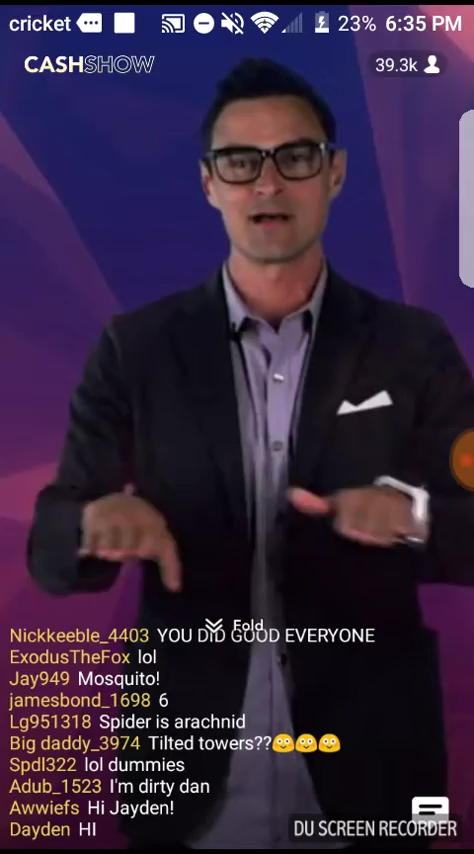 cricket 23% 6:35 PM
CASHSHOW 39.3k
Fold
Nickkeeble_4403 YOU DID GOOD EVERYONE
ExodusTheFox lol
Jay949 Mosquito!
jamesbond_1698 6
Lg951318 Spider is arachnid
Big daddy_3974 Tilted towers??🙄🙄🙄
Spdl322 lol dummies
Adub_1523 I'm dirty dan
Awwiefs Hi Jayden!
Dayden HI
DU SCREEN RECORDER